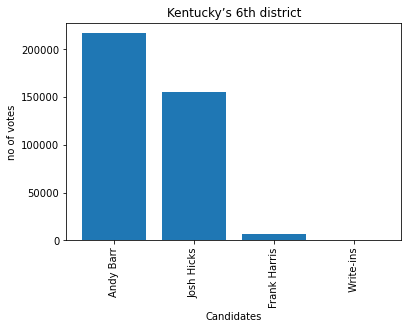 Kentucky’s 6th district
no of votes
200000
150000
100000
50000
0
Andy Barr
Josh Hicks
Frank Harris
Write-ins
Candidates